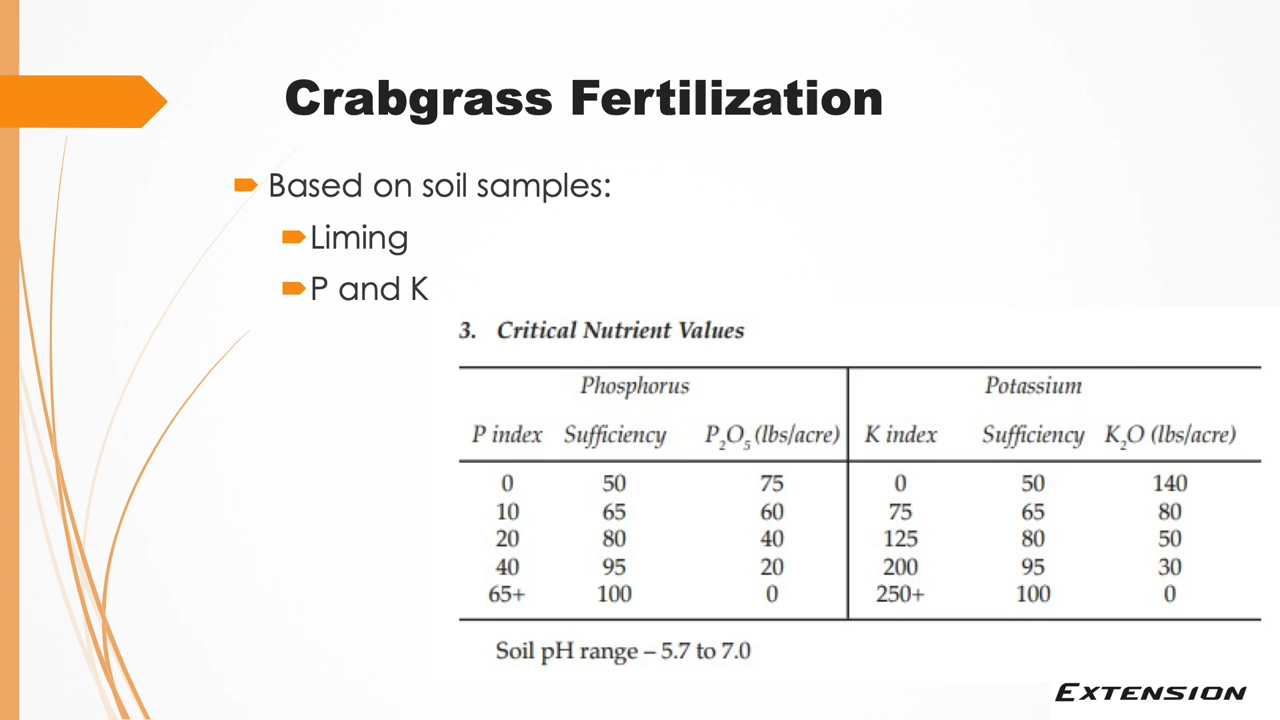 Crabgrass Fertilization
Based on soil samples:
Liming
P and K
3. Critical Nutrient Values
Phosphorus Potassium
P index Sufficiency P₂O₅ (lbs/acre) K index Sufficiency K₂O (lbs/acre)
0 50 75 0 50 140
10 65 60 75 65 80
20 80 40 125 80 50
40 95 20 200 95 30
65+ 100 0 250+ 100 0
Soil pH range – 5.7 to 7.0
EXTENSION